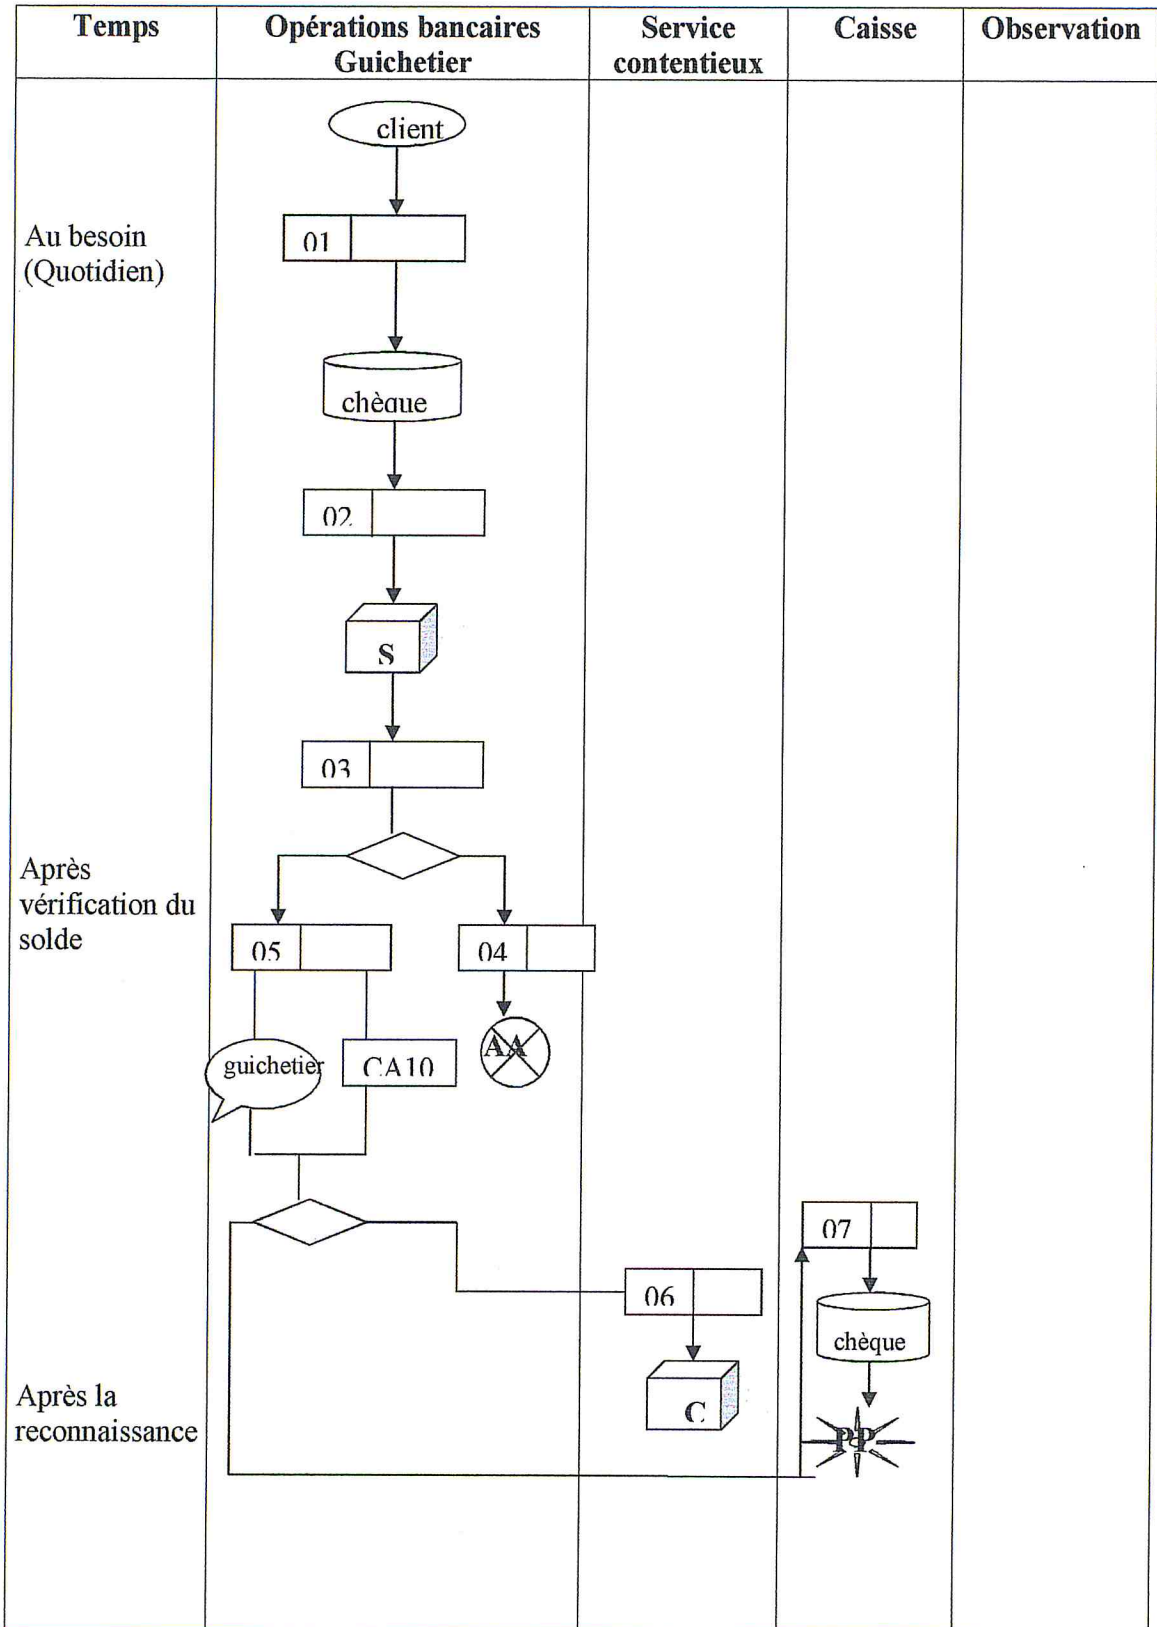 Temps
Opérations bancaires
Guichetier
Service
contentieux
Caisse
Observation
client
Au besoin
(Quotidien)
01
chèque
02
S
03
Après
vérification du
solde
05
04
guichetier
CA10
AA
07
06
chèque
Après la
reconnaissance
C